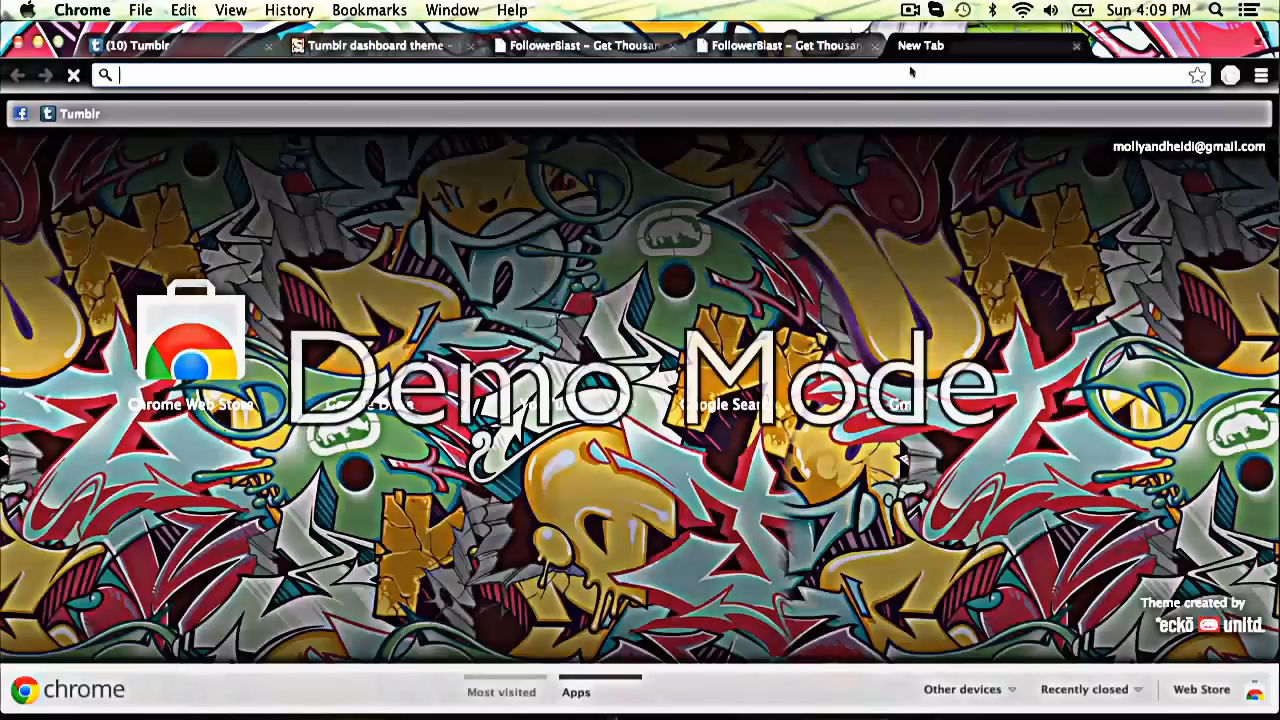 Chrome File Edit View History Bookmarks Window Help Sun 4:09 PM
(10) Tumblr Tumblr dashboard theme - FollowerBlast - Get Thousan FollowerBlast - Get Thousan New Tab
Tumblr
mollyandheidi@gmail.com
Demo Mode
Chrome Web Store Google Search
Theme created by
ecko unltd.
chrome Most visited Apps Other devices Recently closed Web Store